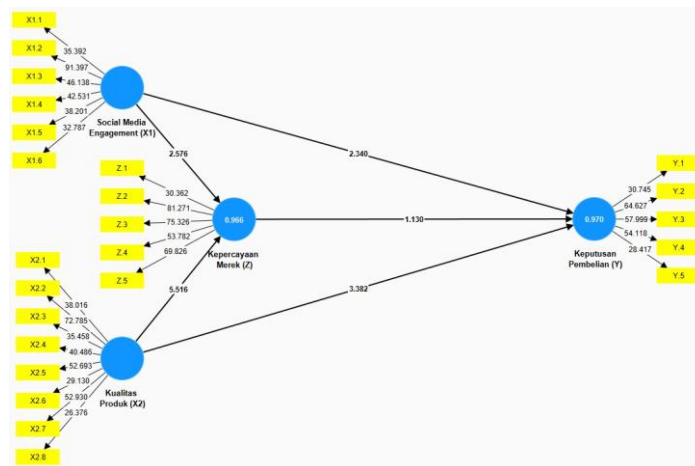 X1.1
X1.2
X1.3
X1.4
X1.5
X1.6
35.392
91.397
46.138
42.531
38.201
32.787
Social Media
Engagement (X1)
2.576
2.340
Z.1
Z.2
Z.3
Z.4
Z.5
30.362
81.271
75.326
53.782
69.826
0.966
Kepercayaan
Merek (Z)
1.130
0.970
Keputusan
Pembelian (Y)
30.745
64.627
57.999
54.118
28.417
Y.1
Y.2
Y.3
Y.4
Y.5
5.516
3.382
X2.1
X2.2
X2.3
X2.4
X2.5
X2.6
X2.7
X2.8
38.016
72.785
35.458
40.486
52.693
29.130
52.930
26.376
Kualitas
Produk (X2)